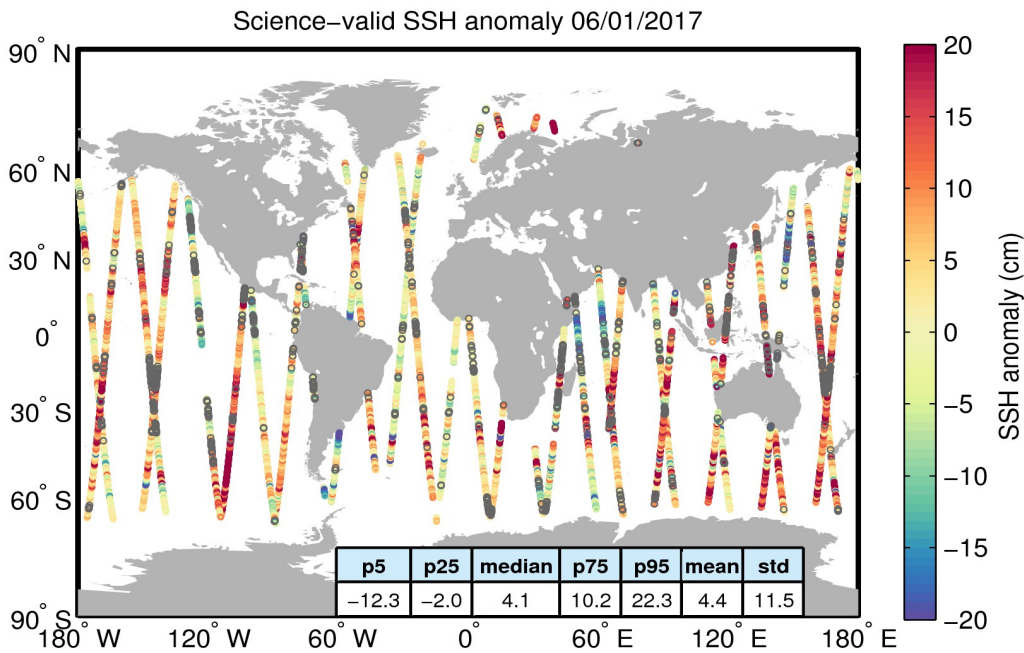 Science−valid SSH anomaly 06/01/2017
90° N
60° N
30° N
0°
30° S
60° S
90° S
180° W
120° W
60° W
0°
60° E
120° E
180° E
p5 p25 median p75 p95 mean std
−12.3 −2.0 4.1 10.2 22.3 4.4 11.5
20
15
10
5
0
−5
−10
−15
−20
SSH anomaly (cm)